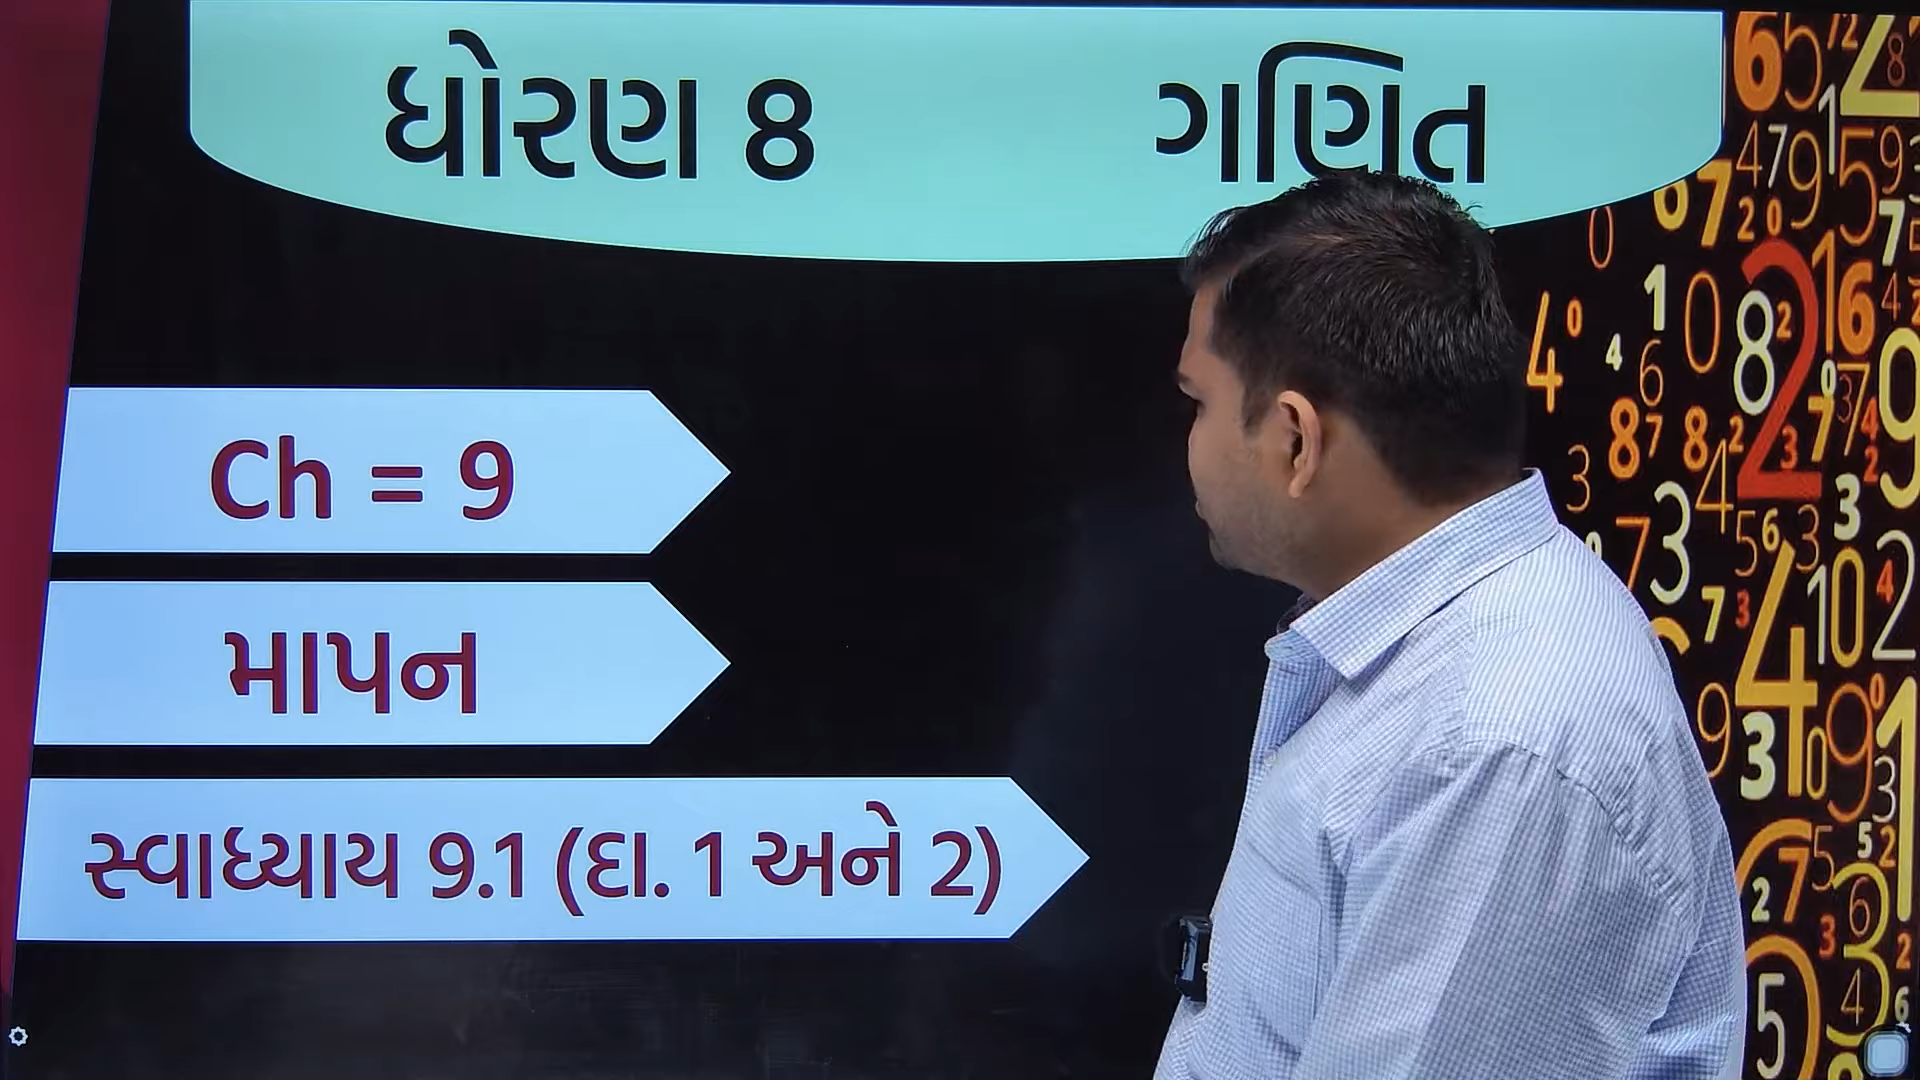 ધોરણ 8 ગણિત
Ch = 9
માપન
સ્વાધ્યાય 9.1 (દા. 1 અને 2)